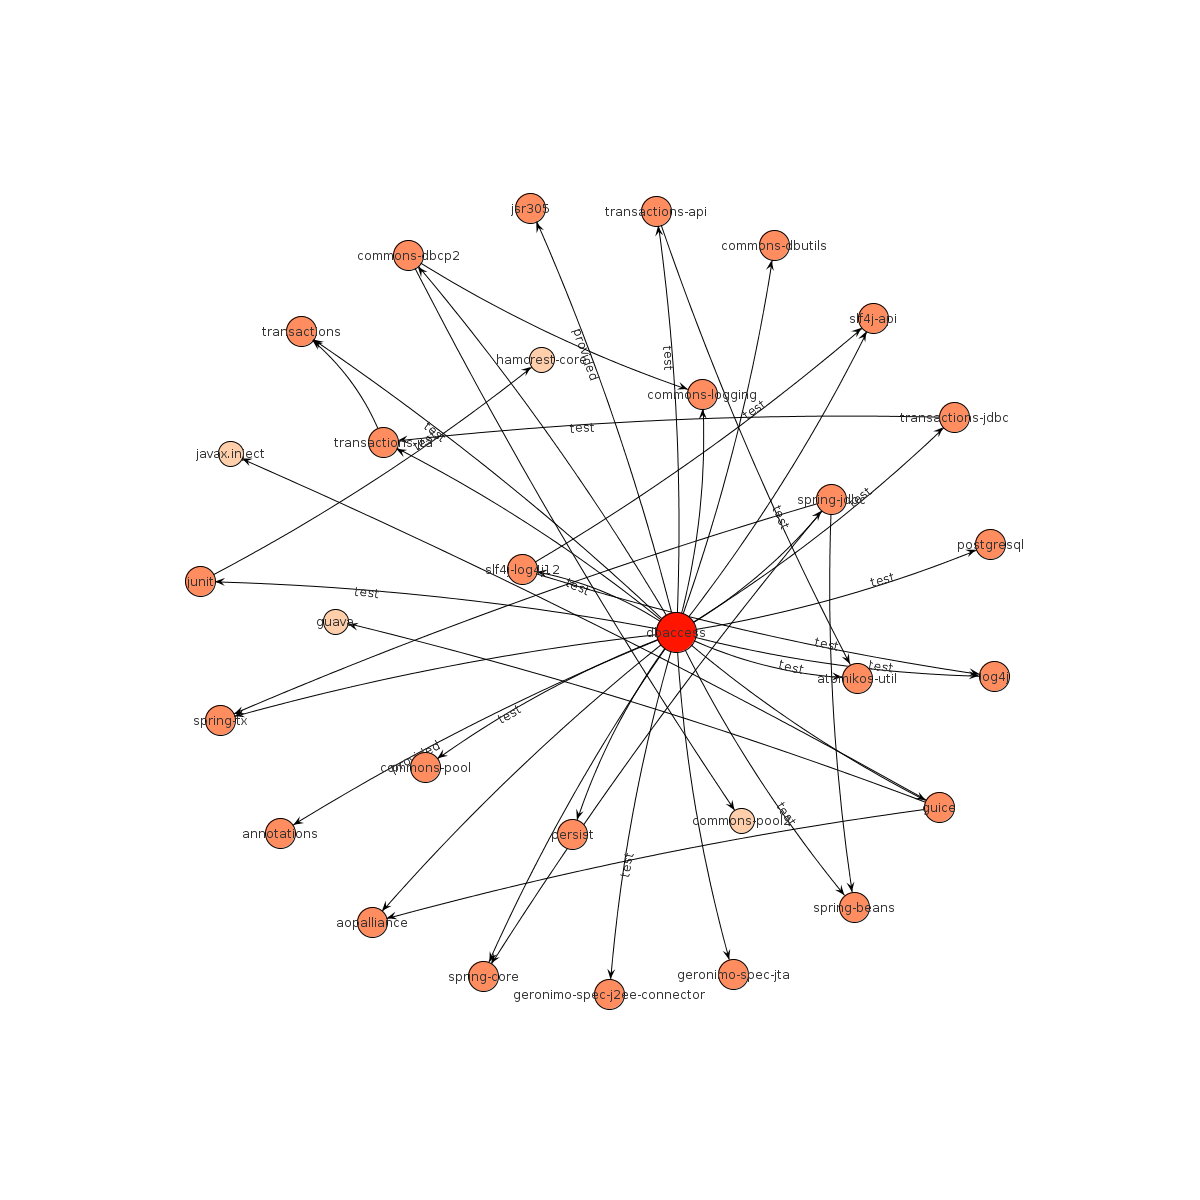 jsr305
transactions-api
commons-dbutils
commons-dbcp2
slf4j-api
transactions
provided
test
hamcrest-core
commons-logging
test
transactions-jdbc
test
test
test
transactions-jta
javax.inject
spring-jdbc
test
test
postgresql
slf4j-log4j12
test
test
junit
test
guava
dbaccess
test
test
test
atomikos-util
log4j
spring-tx
test
provided
commons-pool
guice
test
commons-pool2
annotations
persist
test
spring-beans
aopalliance
spring-core
geronimo-spec-jta
geronimo-spec-j2ee-connector